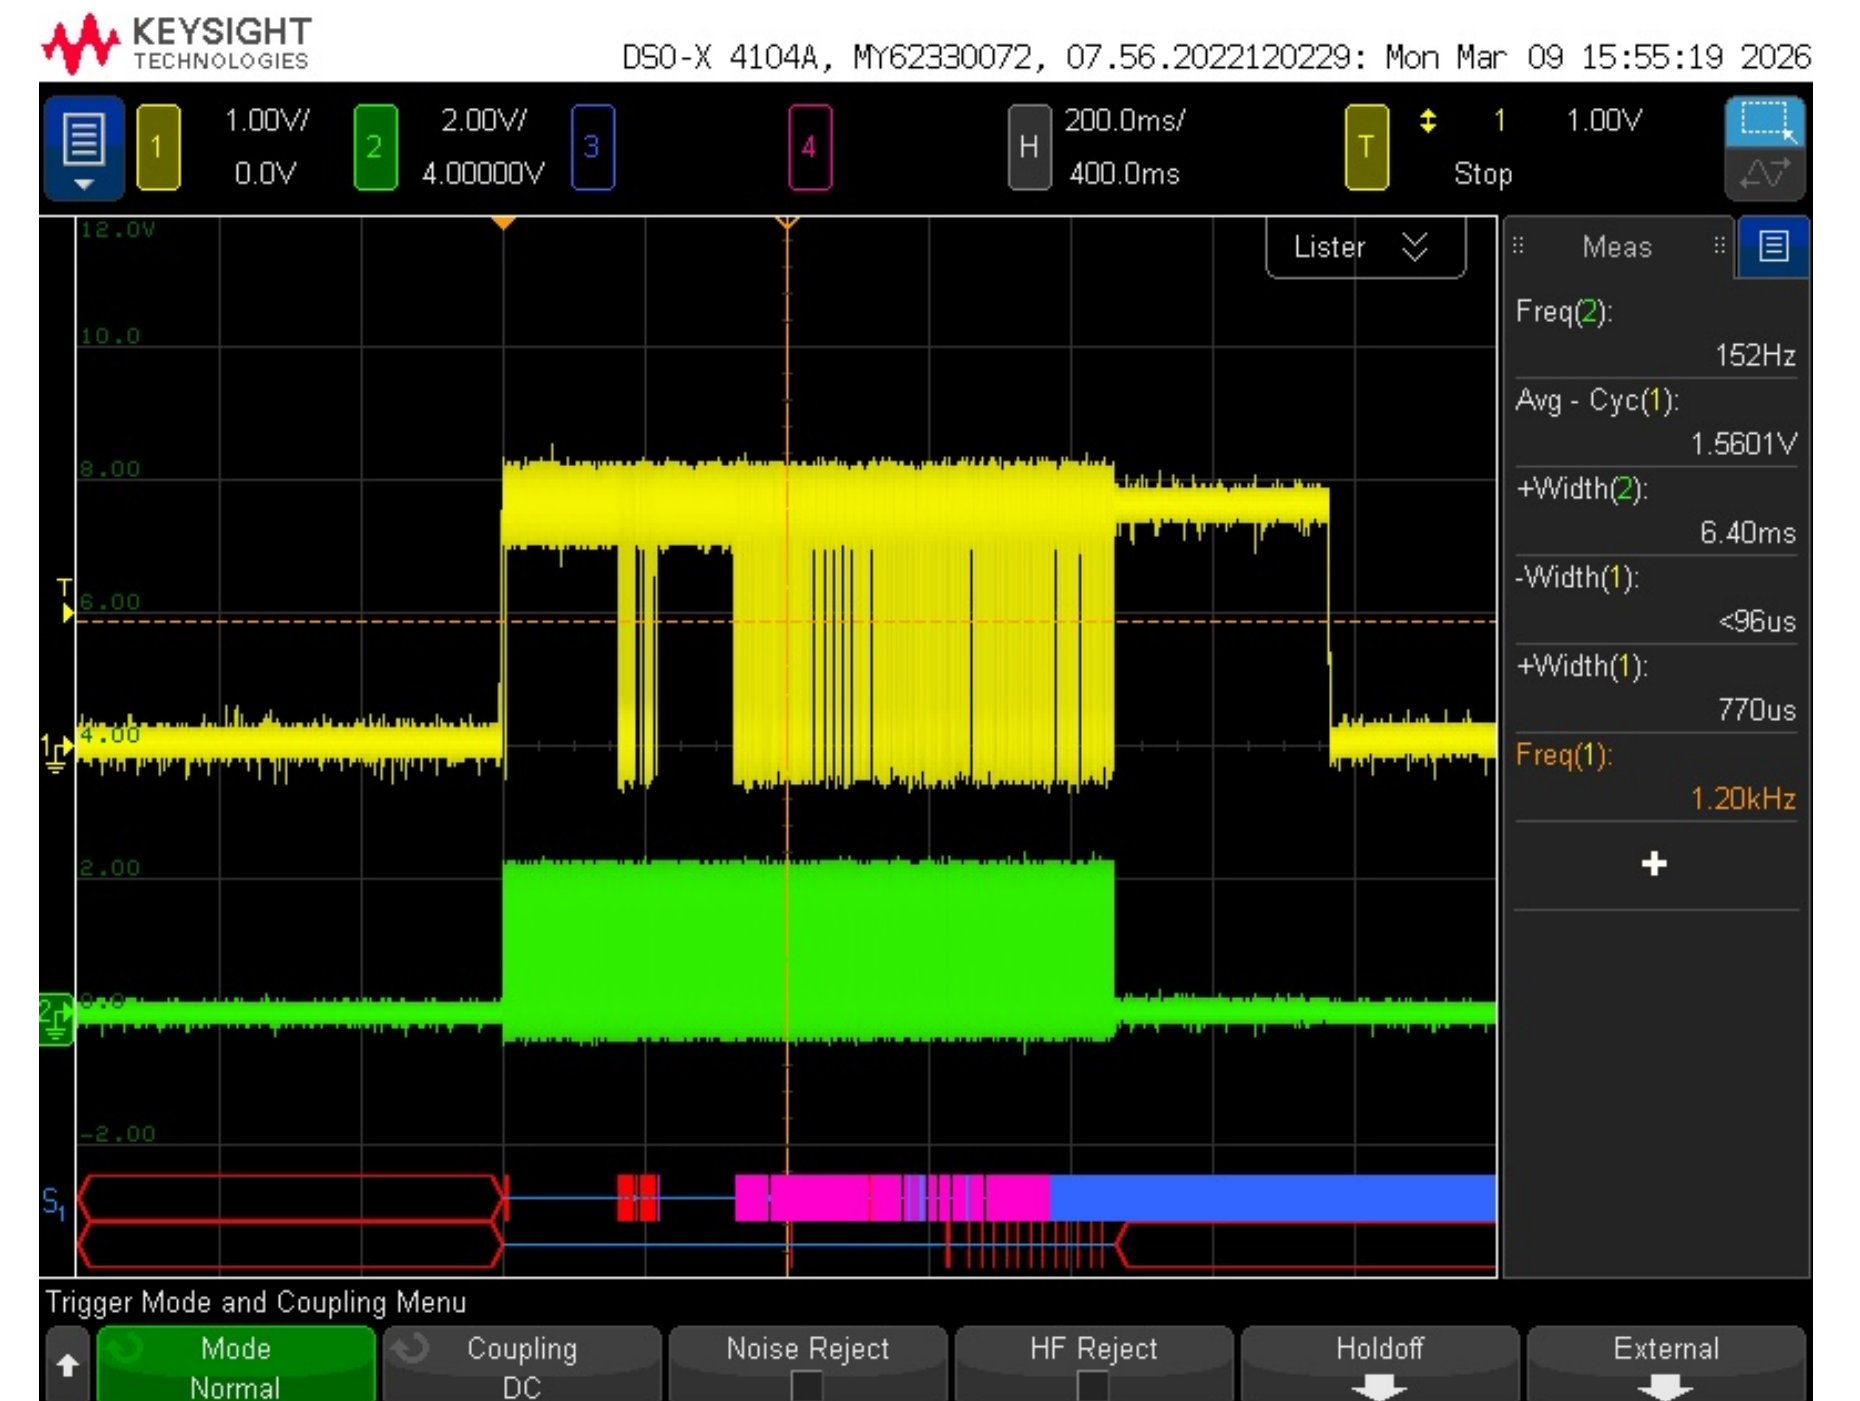 KEYSIGHT
TECHNOLOGIES
DSO-X 4104A, MY62330072, 07.56.2022120229: Mon Mar 09 15:55:19 2026
1 1.00V/ 2 2.00V/ 3 4 H 200.0ms/ T 1 1.00V
0.0V 4.00000V 400.0ms Stop
12.0V
10.0
8.00
6.00
4.00
2.00
0.0
-2.00
T
1
2
S1
Lister
Meas
Freq(2):
152Hz
Avg - Cyc(1):
1.5601V
+Width(2):
6.40ms
-Width(1):
<96us
+Width(1):
770us
Freq(1):
1.20kHz
+
Trigger Mode and Coupling Menu
Mode Coupling Noise Reject HF Reject Holdoff External
Normal DC